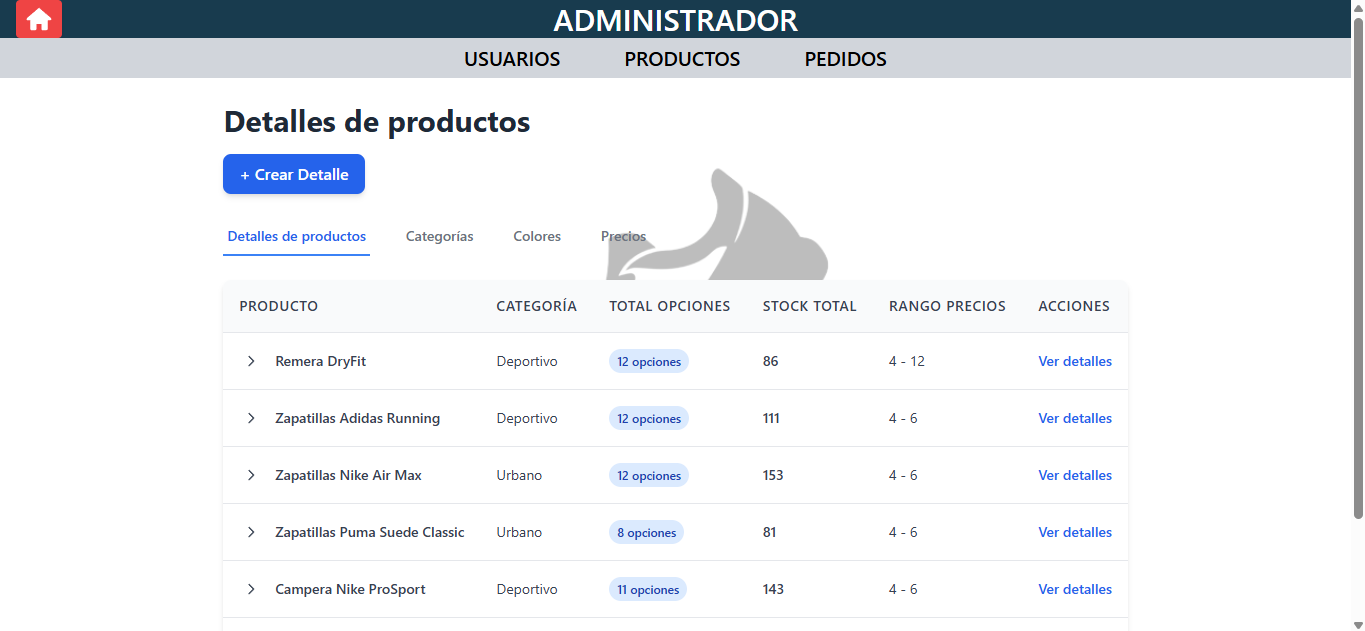 ADMINISTRADOR
USUARIOS PRODUCTOS PEDIDOS
Detalles de productos
+ Crear Detalle
Detalles de productos Categorías Colores Precios
PRODUCTO CATEGORÍA TOTAL OPCIONES STOCK TOTAL RANGO PRECIOS ACCIONES
Remera DryFit Deportivo 12 opciones 86 4 - 12 Ver detalles
Zapatillas Adidas Running Deportivo 12 opciones 111 4 - 6 Ver detalles
Zapatillas Nike Air Max Urbano 12 opciones 153 4 - 6 Ver detalles
Zapatillas Puma Suede Classic Urbano 8 opciones 81 4 - 6 Ver detalles
Campera Nike ProSport Deportivo 11 opciones 143 4 - 6 Ver detalles